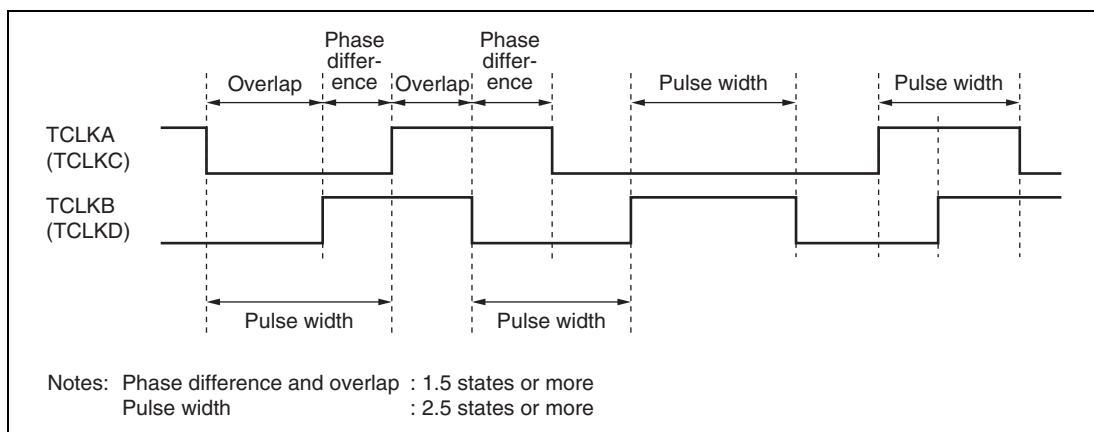 Phase
differ-
ence
Phase
differ-
ence
Overlap
Overlap
Pulse width
Pulse width
TCLKA
(TCLKC)
TCLKB
(TCLKD)
Pulse width
Pulse width
Notes: Phase difference and overlap : 1.5 states or more
Pulse width : 2.5 states or more